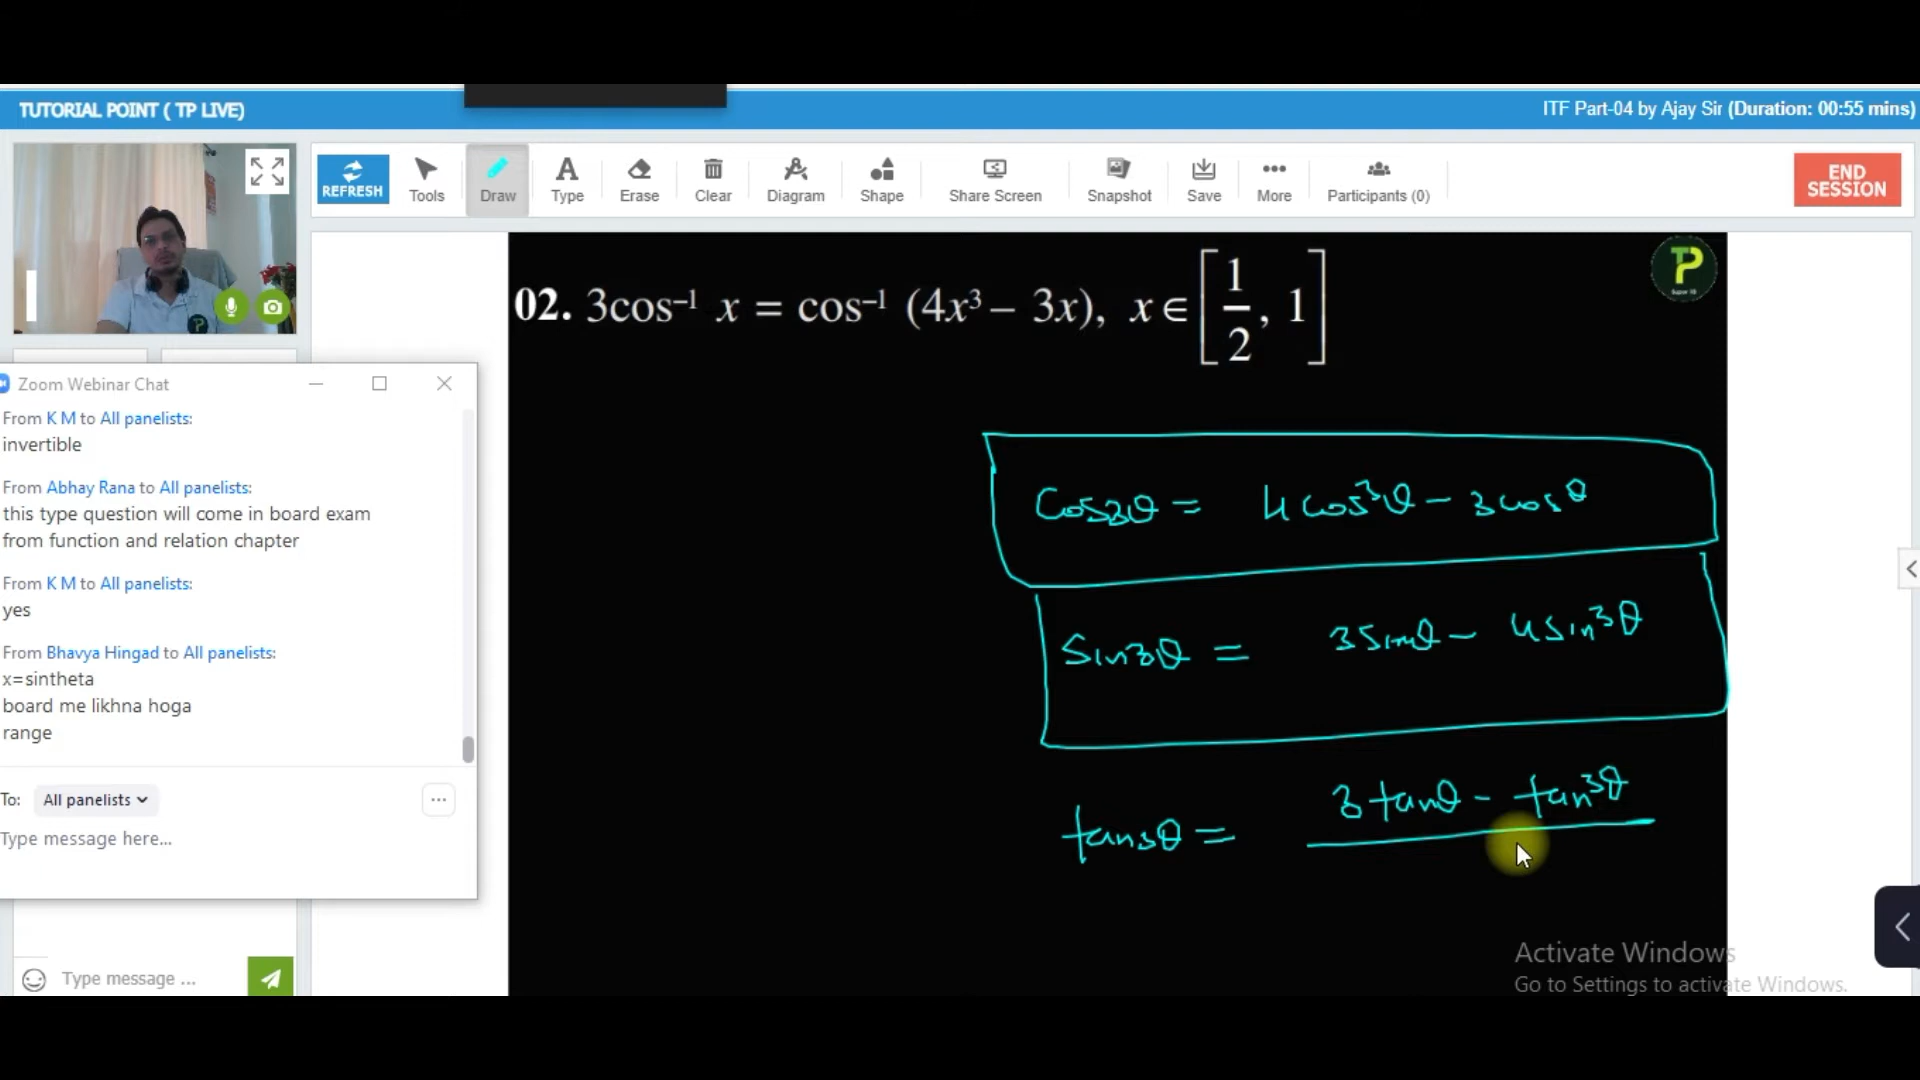 TUTORIAL POINT ( TP LIVE)
ITF Part-04 by Ajay Sir (Duration: 00:55 mins)
REFRESH
Tools
Draw
Type
Erase
Clear
Diagram
Shape
Share Screen
Snapshot
Save
More
Participants (0)
END
SESSION
02. 3cos⁻¹ x = cos⁻¹ (4x³ – 3x), x ∈ [1/2, 1]
TP
Cos3θ = 4cos³θ - 3cosθ
Sin3θ = 3sinθ - 4sin³θ
tan3θ = 3tanθ - tan³θ
Zoom Webinar Chat
From K M to All panelists:
invertible
From Abhay Rana to All panelists:
this type question will come in board exam
from function and relation chapter
From K M to All panelists:
yes
From Bhavya Hingad to All panelists:
x=sintheta
board me likhna hoga
range
To: All panelists
Type message here...
Type message ...
Activate Windows
Go to Settings to activate Windows.